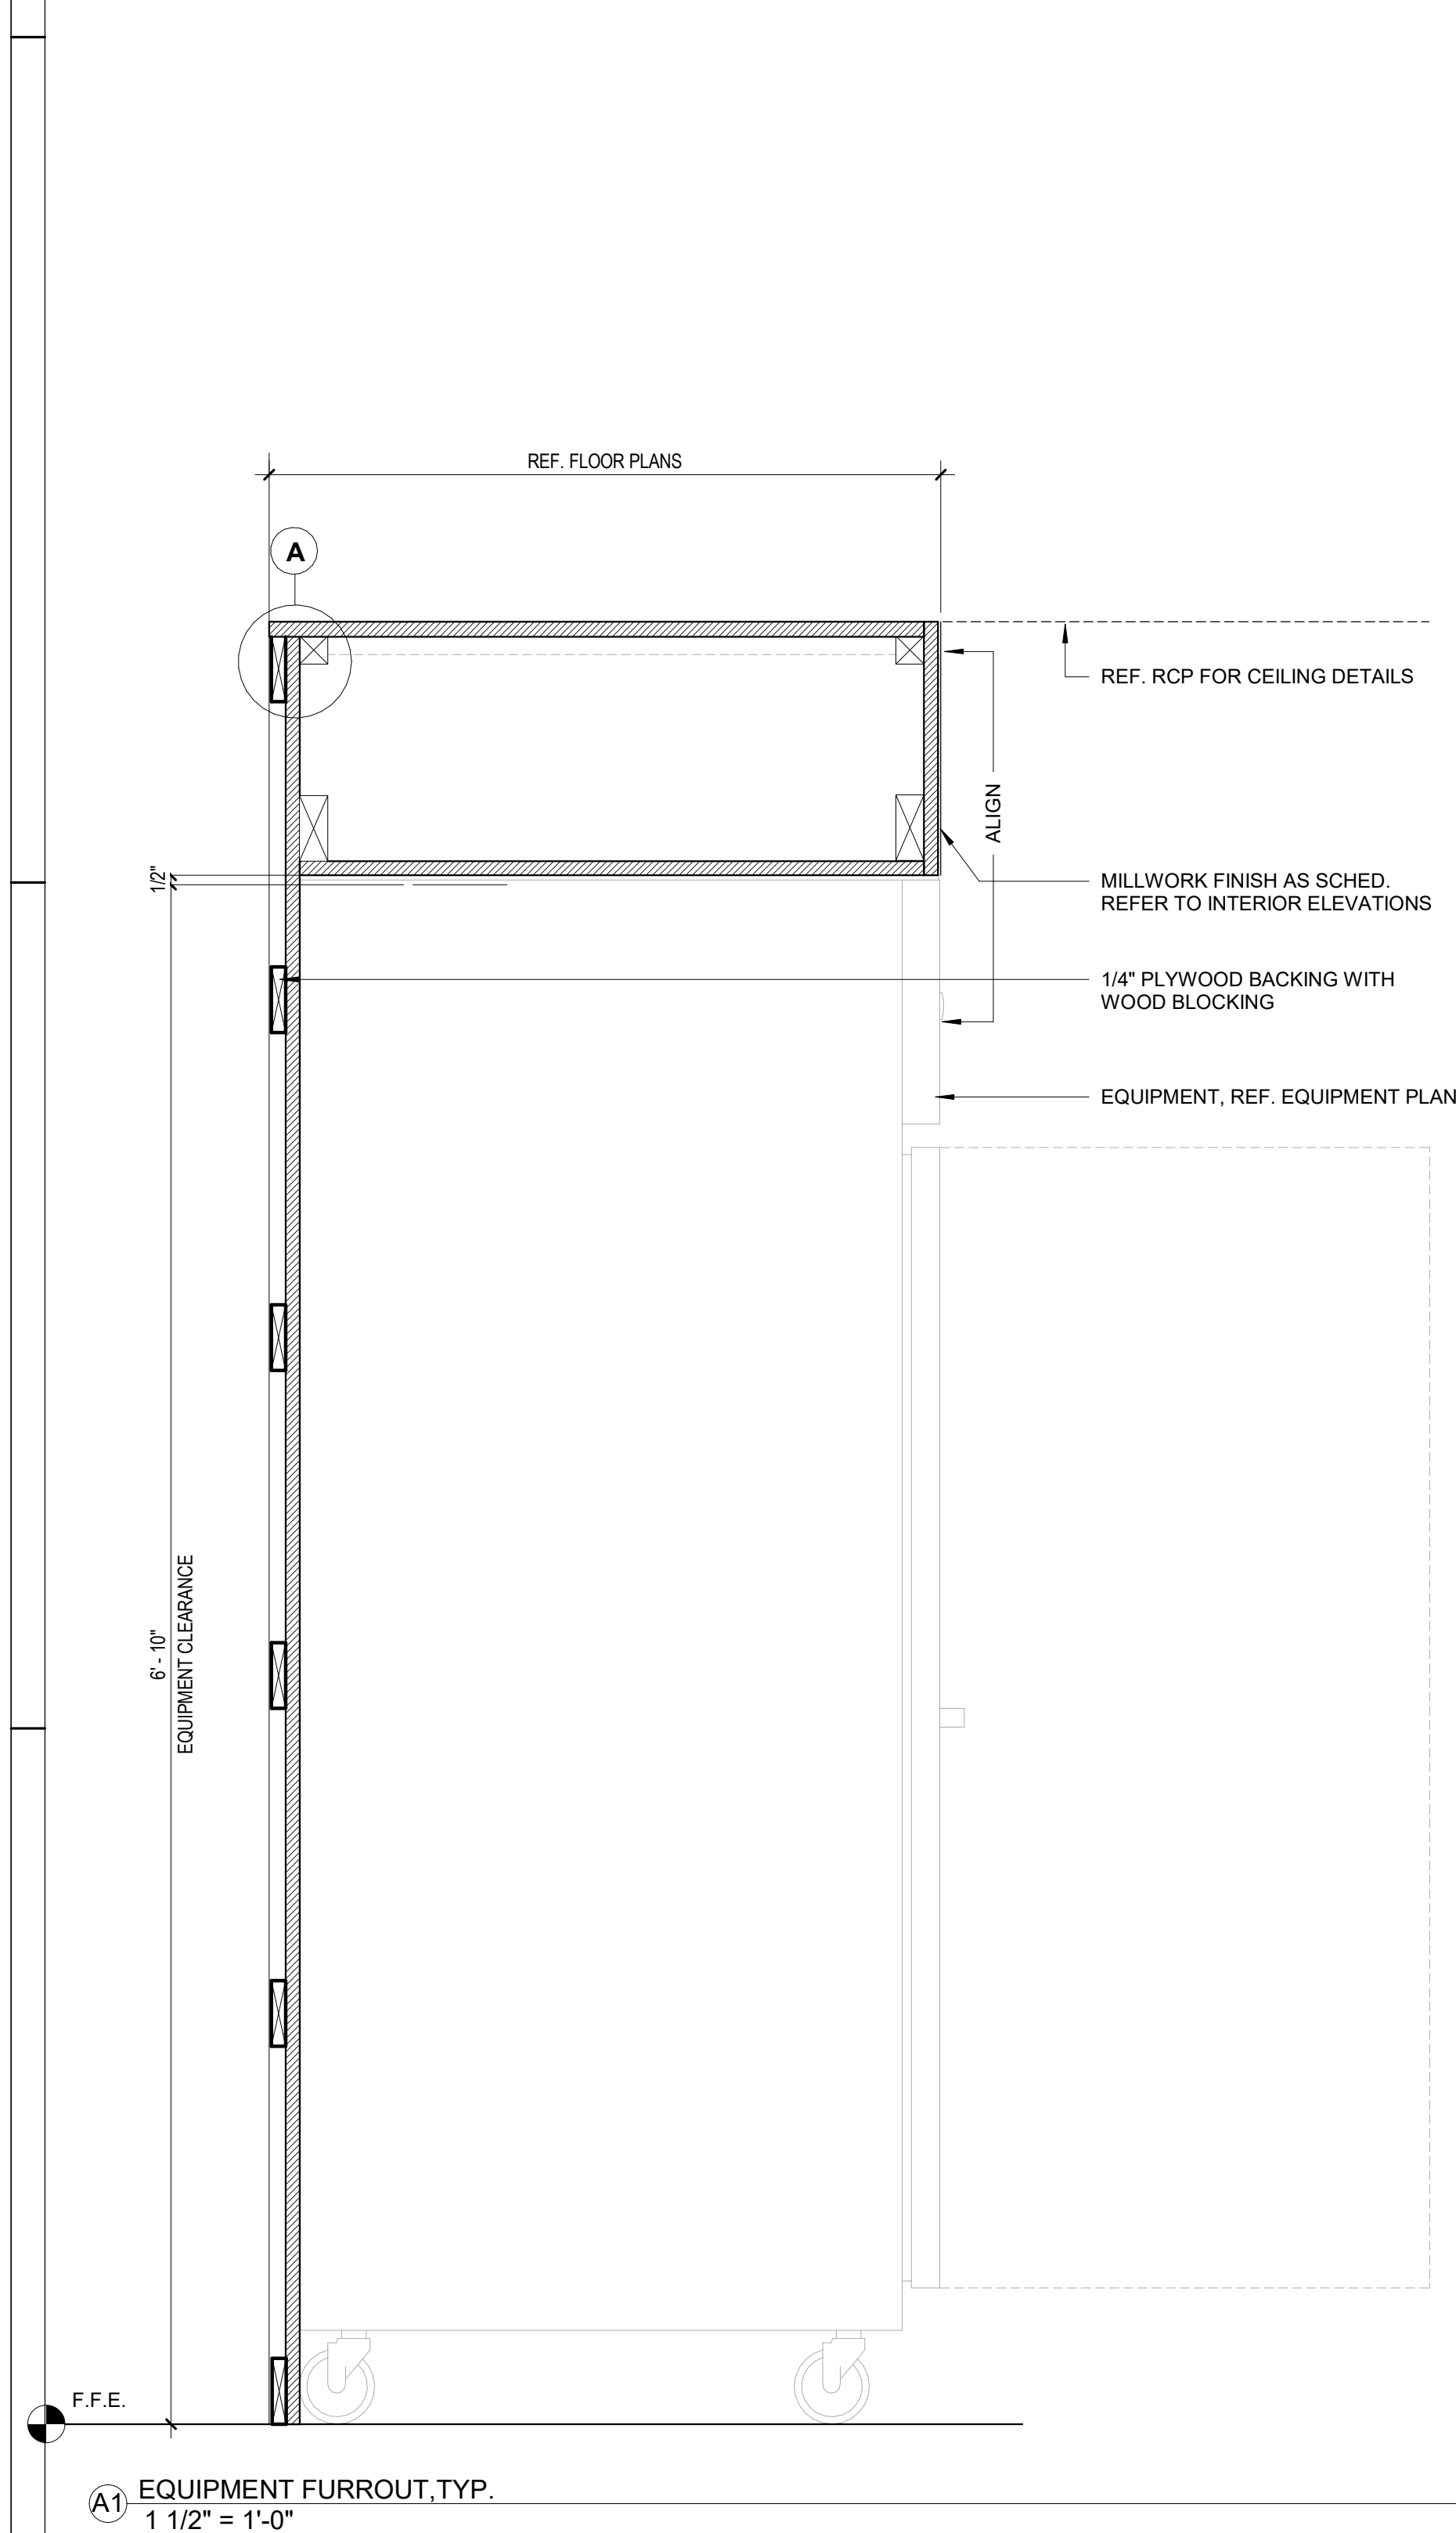 REF. FLOOR PLANS
A
REF. RCP FOR CEILING DETAILS
ALIGN
1/2"
MILLWORK FINISH AS SCHED.
REFER TO INTERIOR ELEVATIONS
1/4" PLYWOOD BACKING WITH
WOOD BLOCKING
EQUIPMENT, REF. EQUIPMENT PLAN
6' - 10"
EQUIPMENT CLEARANCE
F.F.E.
A1
EQUIPMENT FURROUT,TYP.
1 1/2" = 1'-0"